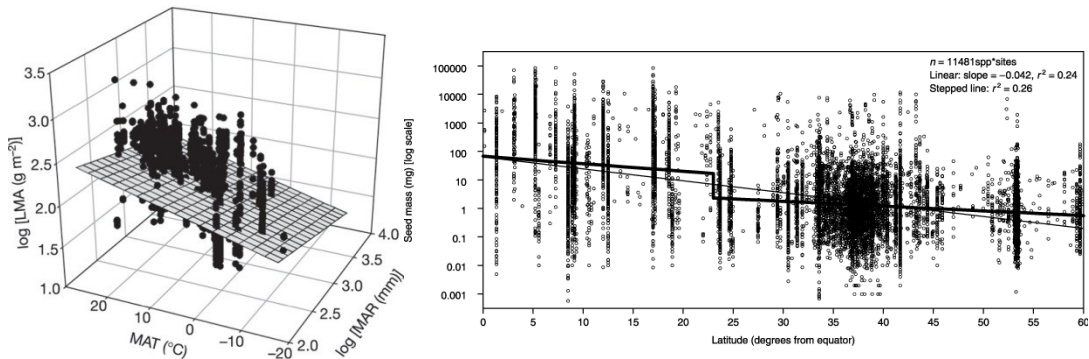 3.5
3.0
2.5
2.0
1.5
1.0
log [LMA (g m⁻²)]
20
10
0
−10
−20
MAT (°C)
2.0
2.5
3.0
3.5
4.0
log [MAR (mm)]
n = 11481spp*sites
Linear: slope = −0.042, r² = 0.24
Stepped line: r² = 0.26
100000
10000
1000
100
10
1
0.1
0.01
0.001
Seed mass (mg) [log scale]
0 5 10 15 20 25 30 35 40 45 50 55 60
Latitude (degrees from equator)